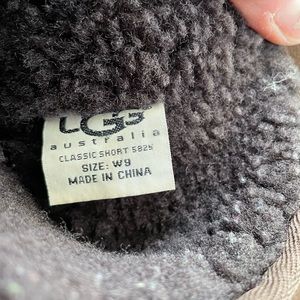 UGG
australia
CLASSIC SHORT 5825
SIZE: W9
MADE IN CHINA